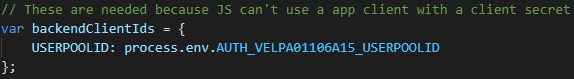 // These are needed because JS can't use a app client with a client secret
var backendClientIds = {
    USERPOOLID: process.env.AUTH_VELPA01106A15_USERPOOLID
};